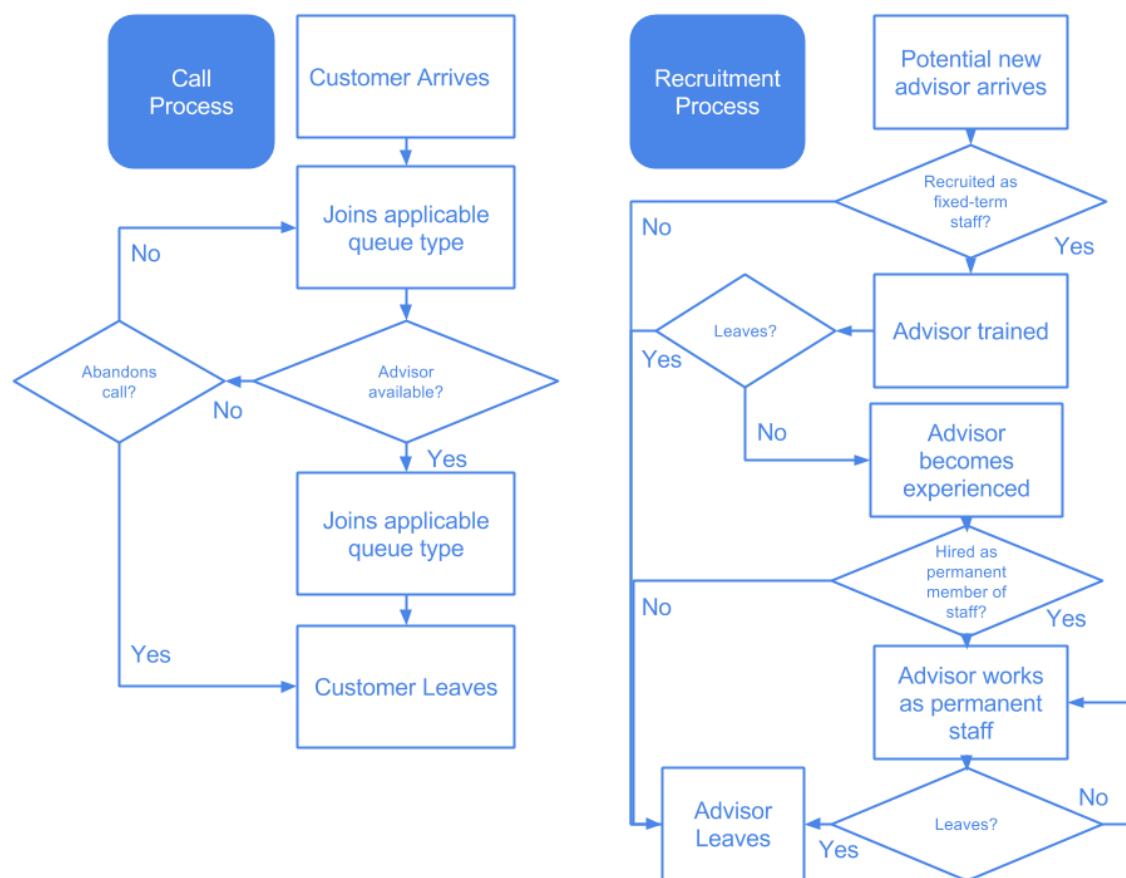 Call
Process
Customer Arrives
Joins applicable
queue type
No
Abandons
call?
No
Advisor
available?
Yes
Joins applicable
queue type
Yes
Customer Leaves
Recruitment
Process
Potential new
advisor arrives
Recruited as
fixed-term
staff?
No
Yes
Leaves?
Advisor trained
Yes
No
Advisor
becomes
experienced
Hired as
permanent
member of
staff?
No
Yes
Advisor works
as permanent
staff
Advisor
Leaves
Yes
Leaves?
No